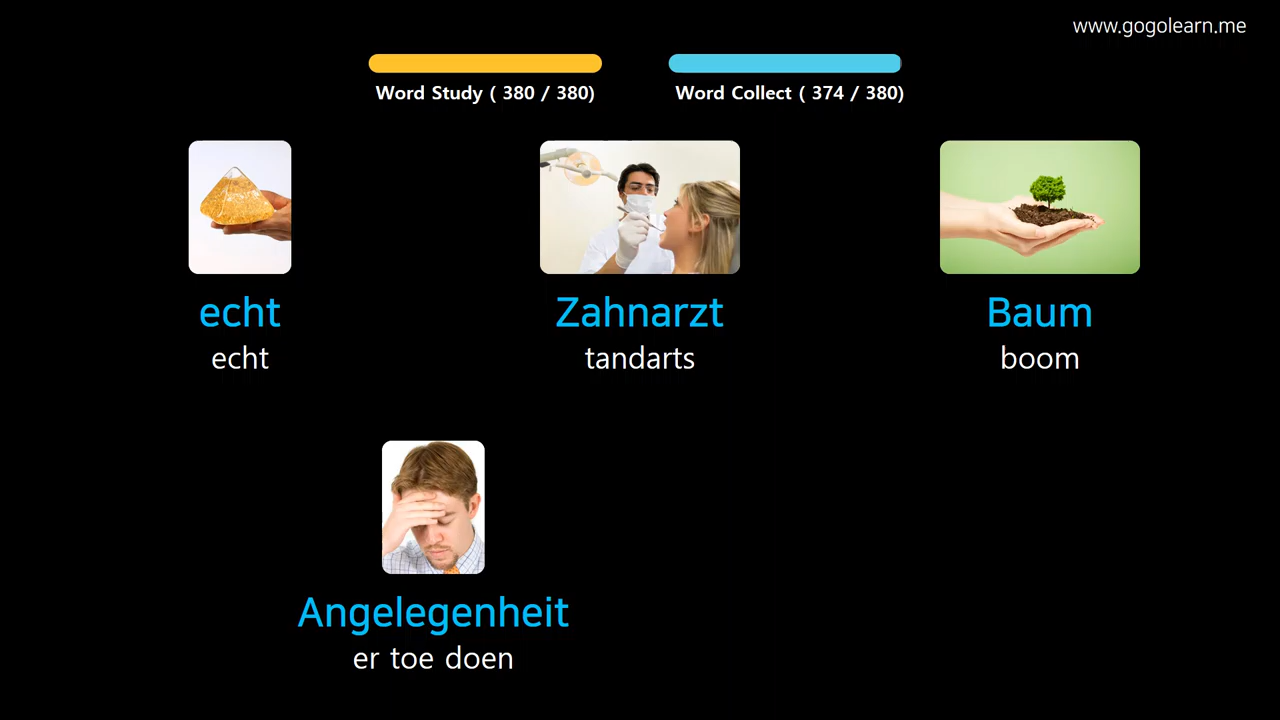 www.gogolearn.me
Word Study ( 380 / 380)
Word Collect ( 374 / 380)
echt
echt
Zahnarzt
tandarts
Baum
boom
Angelegenheit
er toe doen